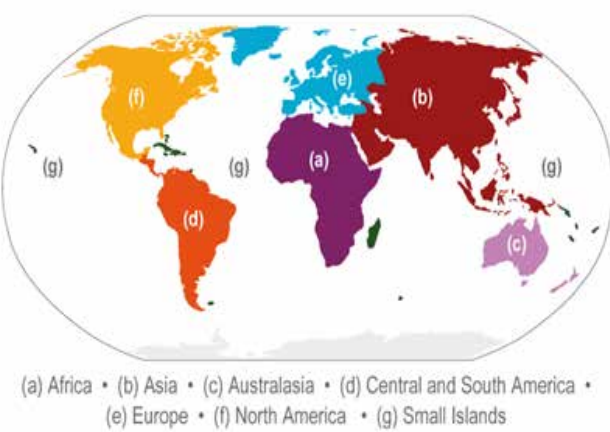 (f)
(e)
(b)
(g)
(g)
(a)
(g)
(d)
(c)
(a) Africa • (b) Asia • (c) Australasia • (d) Central and South America •
(e) Europe • (f) North America • (g) Small Islands